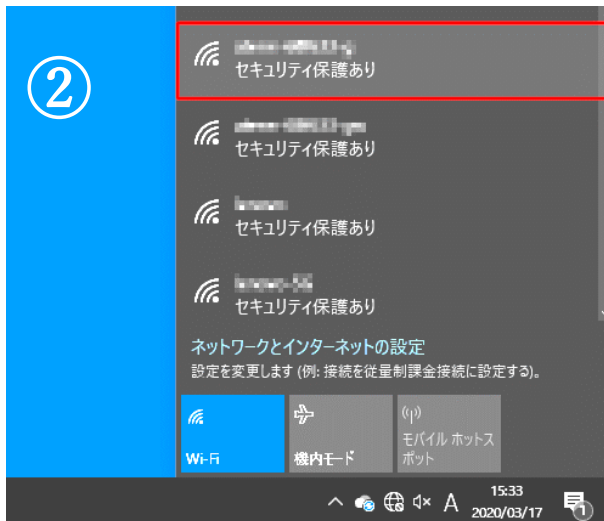 ②
セキュリティ保護あり
セキュリティ保護あり
セキュリティ保護あり
セキュリティ保護あり
ネットワークとインターネットの設定
設定を変更します (例: 接続を従量制課金接続に設定する)。
Wi-Fi
機内モード
モバイル ホットス
ポット
A
15:33
2020/03/17
1